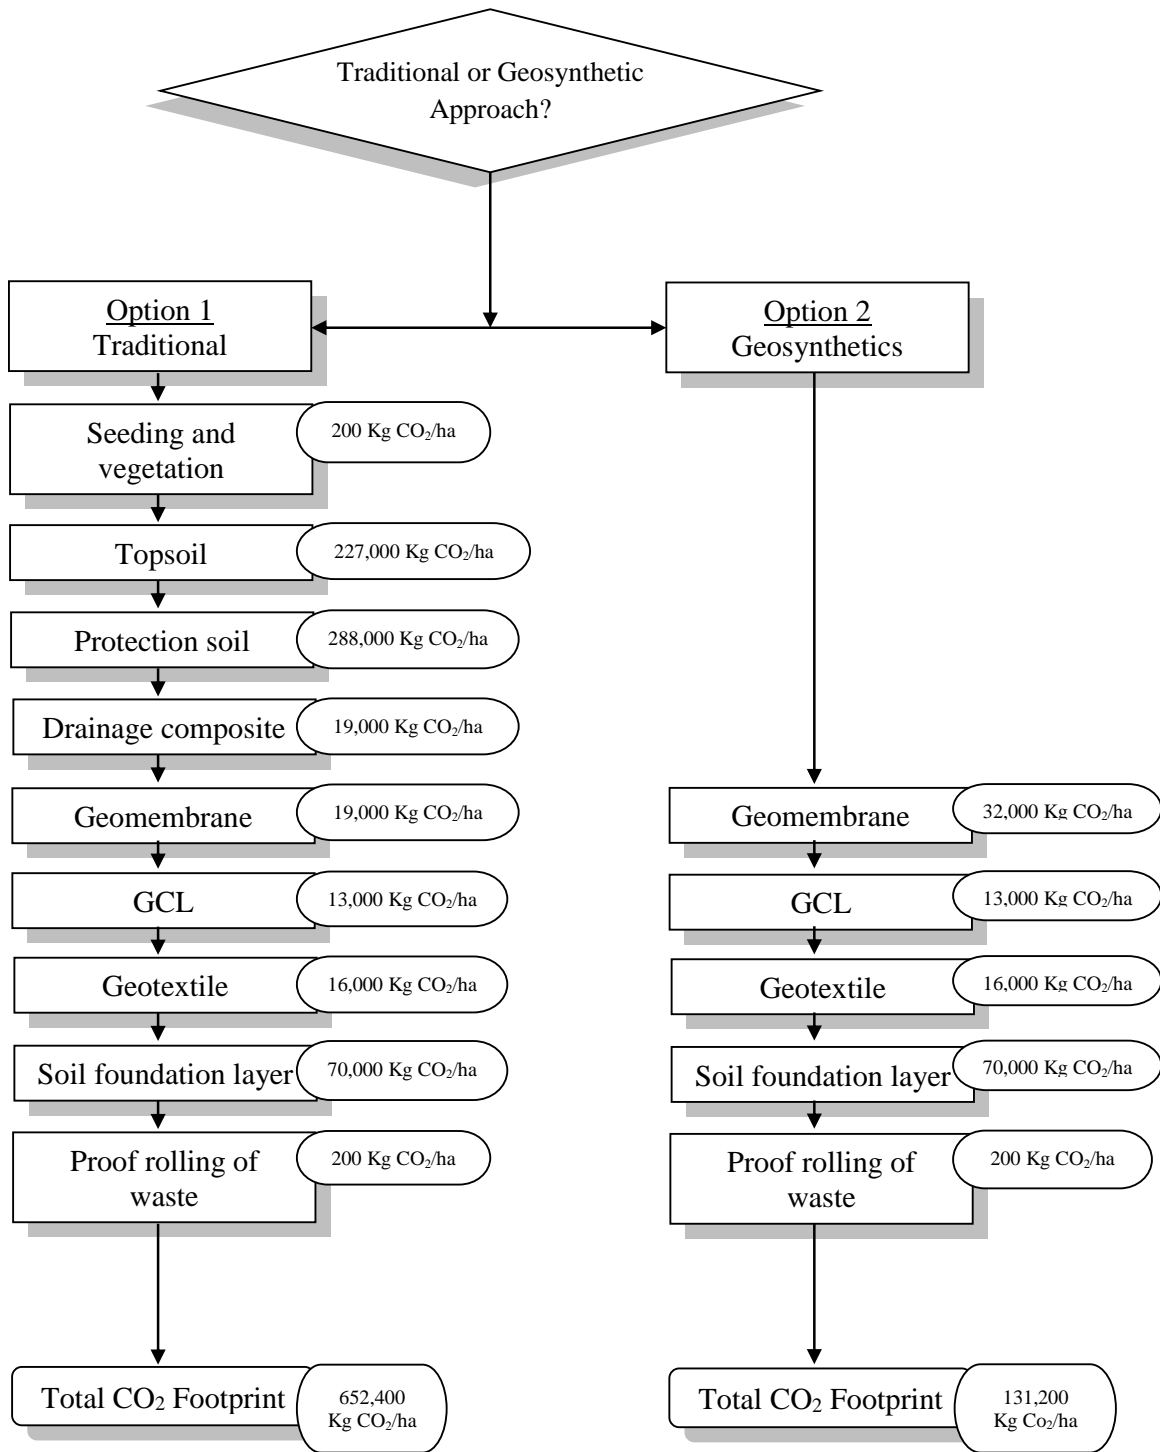 Traditional or Geosynthetic
Approach?
Option 1
Traditional
Seeding and
vegetation
200 Kg CO₂/ha
Topsoil
227,000 Kg CO₂/ha
Protection soil
288,000 Kg CO₂/ha
Drainage composite
19,000 Kg CO₂/ha
Geomembrane
19,000 Kg CO₂/ha
GCL
13,000 Kg CO₂/ha
Geotextile
16,000 Kg CO₂/ha
Soil foundation layer
70,000 Kg CO₂/ha
Proof rolling of
waste
200 Kg CO₂/ha
Total CO₂ Footprint
652,400
Kg CO₂/ha
Option 2
Geosynthetics
Geomembrane
32,000 Kg CO₂/ha
GCL
13,000 Kg CO₂/ha
Geotextile
16,000 Kg CO₂/ha
Soil foundation layer
70,000 Kg CO₂/ha
Proof rolling of
waste
200 Kg CO₂/ha
Total CO₂ Footprint
131,200
Kg Co₂/ha